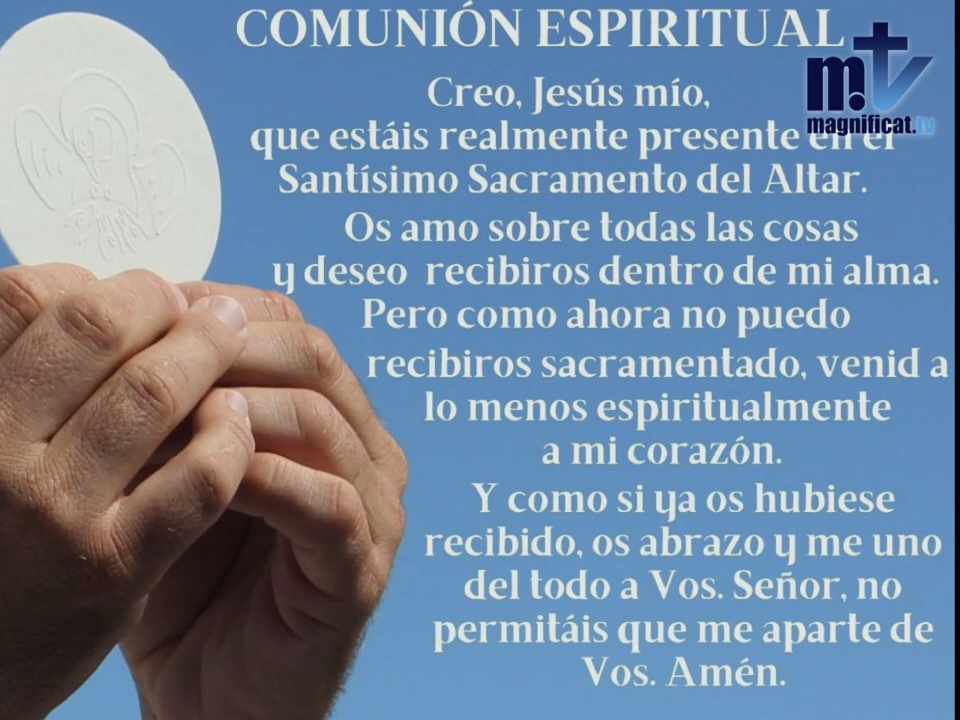 COMUNIÓN ESPIRITUAL
Creo, Jesús mío,
que estáis realmente presente en el
Santísimo Sacramento del Altar.
Os amo sobre todas las cosas
y deseo recibiros dentro de mi alma.
Pero como ahora no puedo
recibiros sacramentado, venid a
lo menos espiritualmente
a mi corazón.
Y como si ya os hubiese
recibido, os abrazo y me uno
del todo a Vos. Señor, no
permitáis que me aparte de
Vos. Amén.
m.tv
magnificat.tv